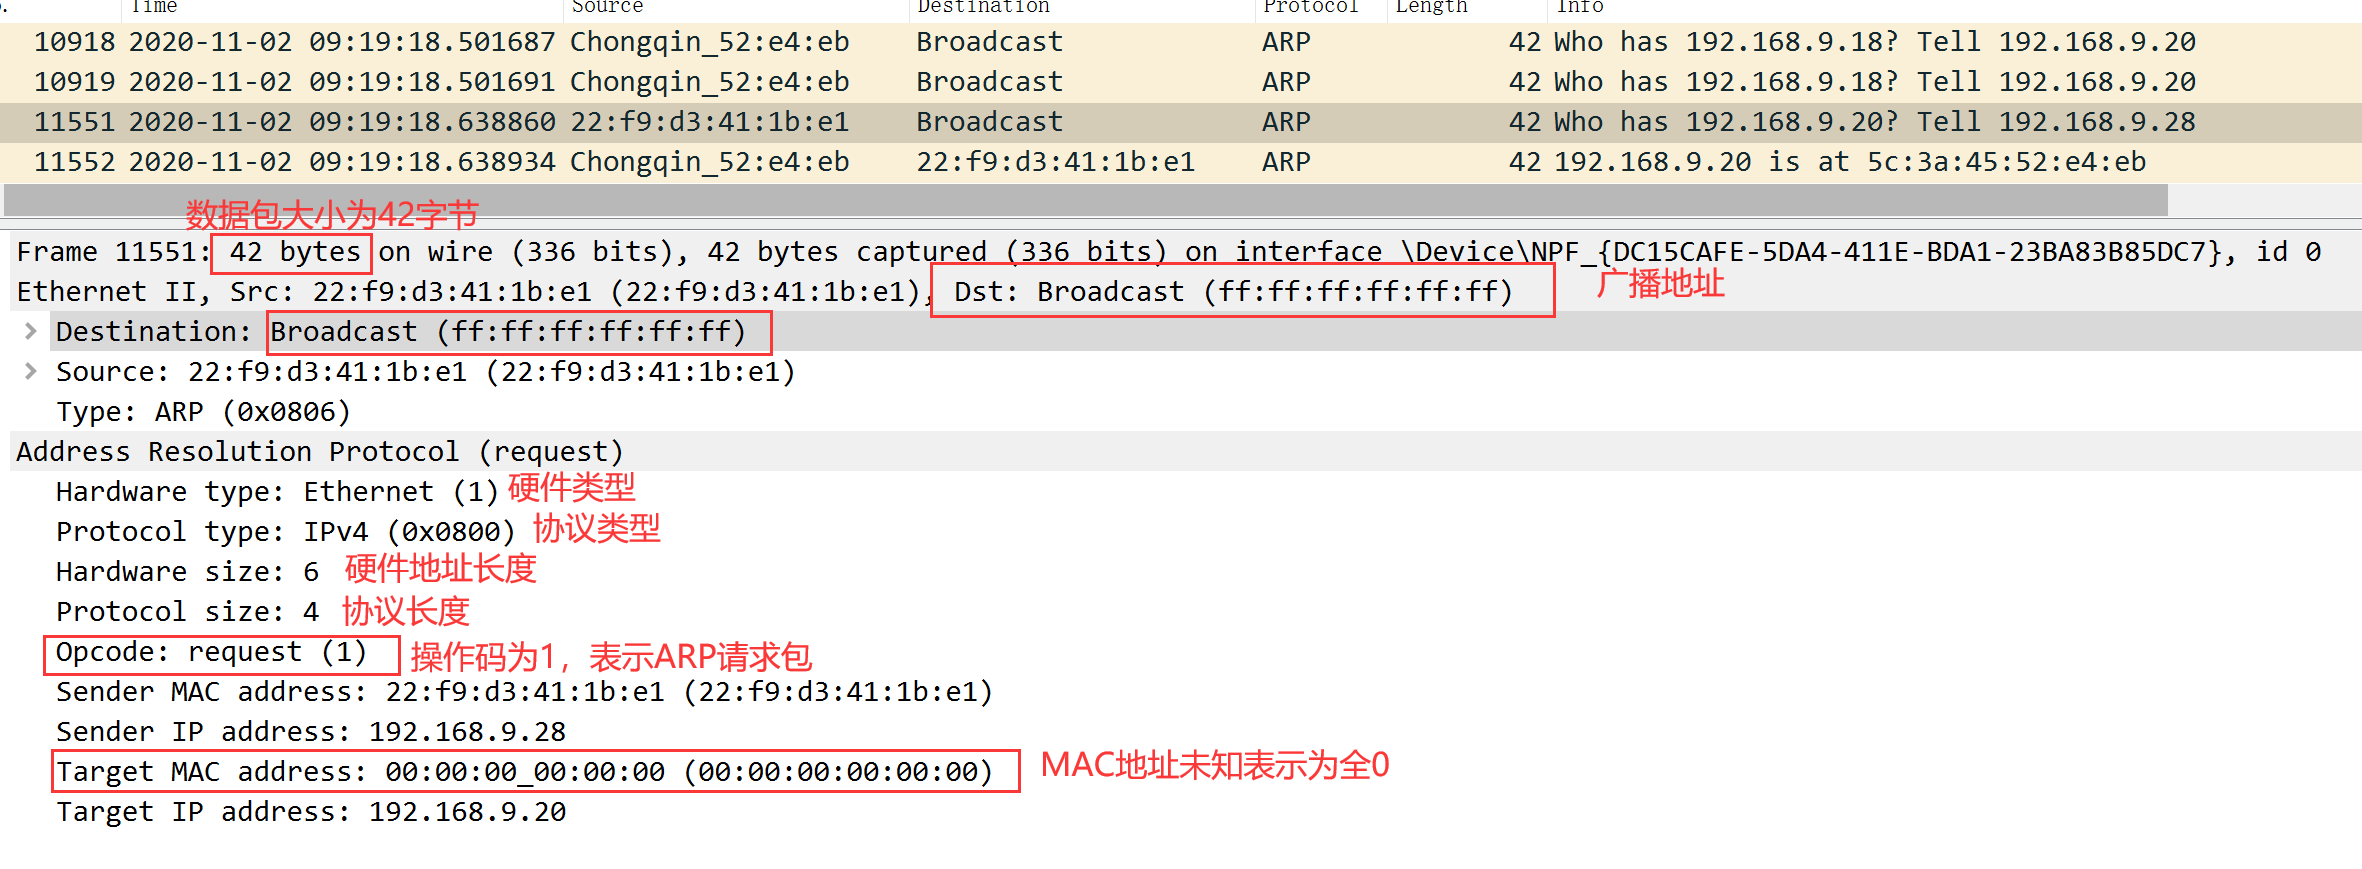 Time Source Destination Protocol Length Info
10918 2020-11-02 09:19:18.501687 Chongqin_52:e4:eb Broadcast ARP 42 Who has 192.168.9.18? Tell 192.168.9.20
10919 2020-11-02 09:19:18.501691 Chongqin_52:e4:eb Broadcast ARP 42 Who has 192.168.9.18? Tell 192.168.9.20
11551 2020-11-02 09:19:18.638860 22:f9:d3:41:1b:e1 Broadcast ARP 42 Who has 192.168.9.20? Tell 192.168.9.28
11552 2020-11-02 09:19:18.638934 Chongqin_52:e4:eb 22:f9:d3:41:1b:e1 ARP 42 192.168.9.20 is at 5c:3a:45:52:e4:eb
数据包大小为42字节
Frame 11551: 42 bytes on wire (336 bits), 42 bytes captured (336 bits) on interface \Device\NPF_{DC15CAFE-5DA4-411E-BDA1-23BA83B85DC7}, id 0
Ethernet II, Src: 22:f9:d3:41:1b:e1 (22:f9:d3:41:1b:e1), Dst: Broadcast (ff:ff:ff:ff:ff:ff) 广播地址
Destination: Broadcast (ff:ff:ff:ff:ff:ff)
Source: 22:f9:d3:41:1b:e1 (22:f9:d3:41:1b:e1)
Type: ARP (0x0806)
Address Resolution Protocol (request)
Hardware type: Ethernet (1) 硬件类型
Protocol type: IPv4 (0x0800) 协议类型
Hardware size: 6 硬件地址长度
Protocol size: 4 协议长度
Opcode: request (1) 操作码为1，表示ARP请求包
Sender MAC address: 22:f9:d3:41:1b:e1 (22:f9:d3:41:1b:e1)
Sender IP address: 192.168.9.28
Target MAC address: 00:00:00_00:00:00 (00:00:00:00:00:00) MAC地址未知表示为全0
Target IP address: 192.168.9.20